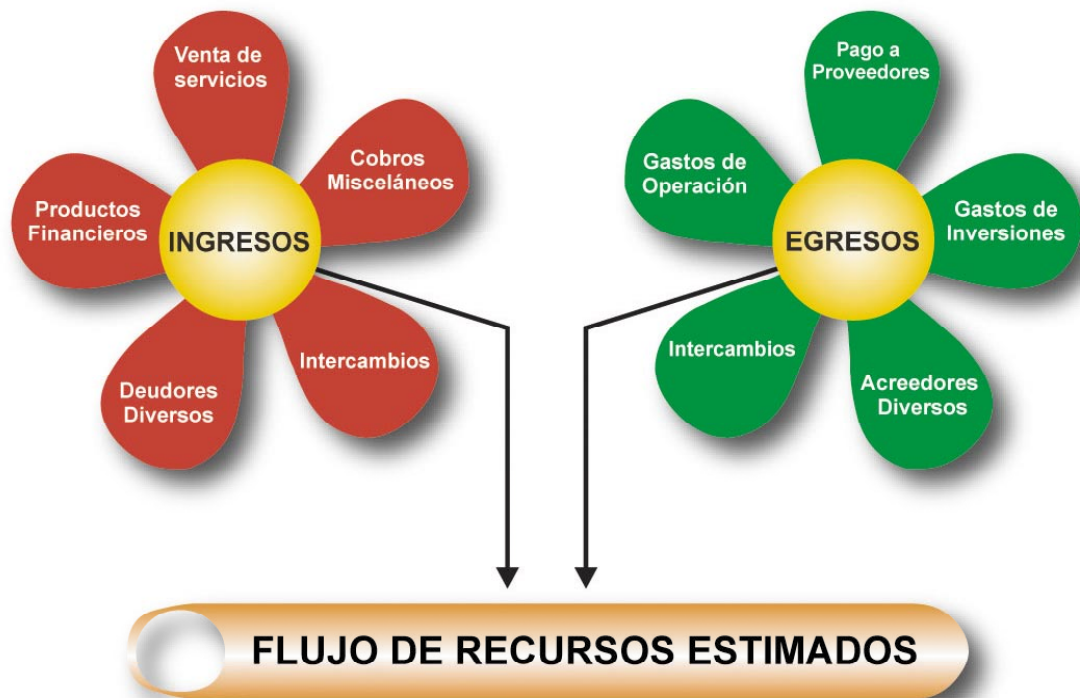 Venta de
servicios
Cobros
Misceláneos
Productos
Financieros
INGRESOS
Intercambios
Deudores
Diversos
Pago a
Proveedores
Gastos de
Operación
Gastos de
Inversiones
EGRESOS
Intercambios
Acreedores
Diversos
FLUJO DE RECURSOS ESTIMADOS